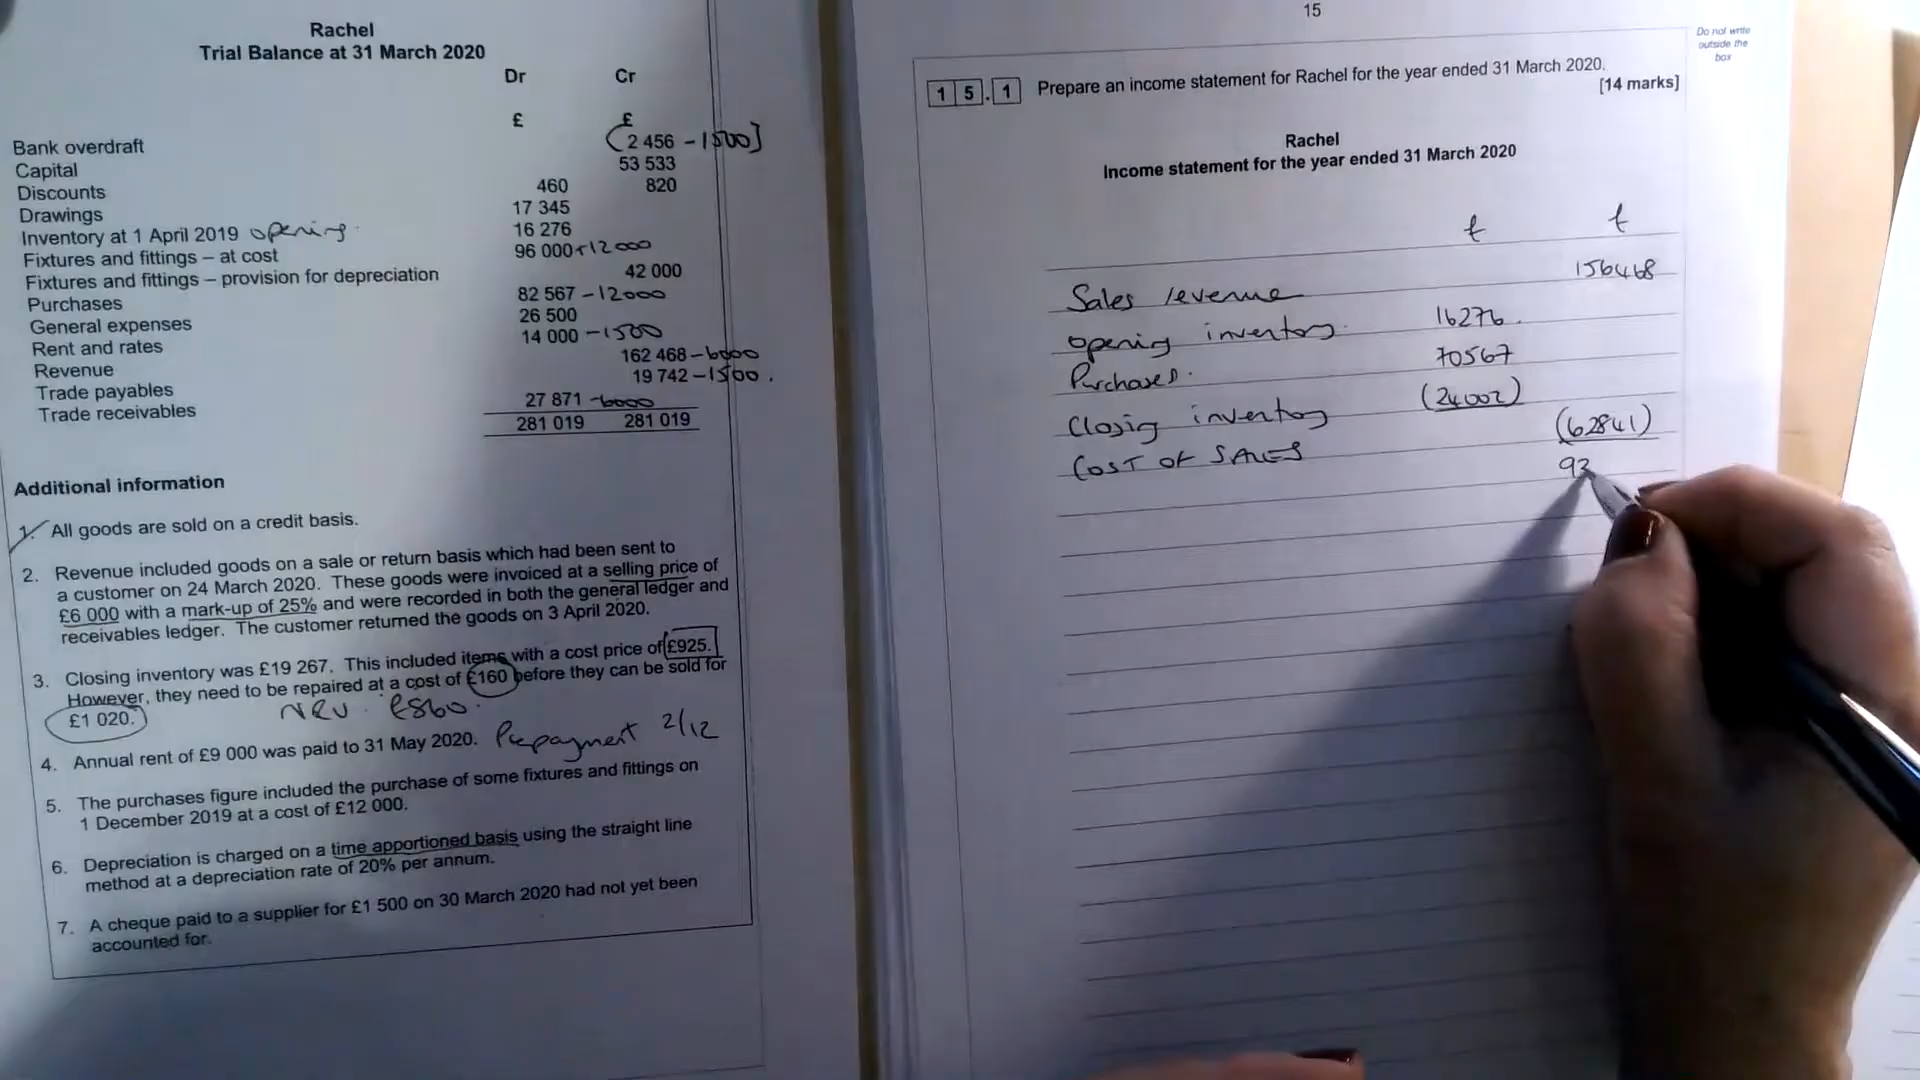 Rachel
Trial Balance at 31 March 2020
Dr Cr
£ £
Bank overdraft (2 456 -1500]
Capital 53 533
Discounts 460 820
Drawings 17 345
Inventory at 1 April 2019 opening. 16 276
Fixtures and fittings – at cost 96 000+12000
Fixtures and fittings – provision for depreciation 42 000
Purchases 82 567 -12000
General expenses 26 500
Rent and rates 14 000 -1500
Revenue 162 468 -6000
Trade payables 19 742 -1500.
Trade receivables 27 871 -6000
281 019 281 019
Additional information
1. All goods are sold on a credit basis.
2. Revenue included goods on a sale or return basis which had been sent to
a customer on 24 March 2020. These goods were invoiced at a selling price of
£6 000 with a mark-up of 25% and were recorded in both the general ledger and
receivables ledger. The customer returned the goods on 3 April 2020.
3. Closing inventory was £19 267. This included items with a cost price of £925.
However, they need to be repaired at a cost of £160 before they can be sold for
£1 020. NRV. £860.
4. Annual rent of £9 000 was paid to 31 May 2020. Prepayment 2/12
5. The purchases figure included the purchase of some fixtures and fittings on
1 December 2019 at a cost of £12 000.
6. Depreciation is charged on a time apportioned basis using the straight line
method at a depreciation rate of 20% per annum.
7. A cheque paid to a supplier for £1 500 on 30 March 2020 had not yet been
accounted for.
15
Do not write
outside the
box
1 5 . 1 Prepare an income statement for Rachel for the year ended 31 March 2020.
[14 marks]
Rachel
Income statement for the year ended 31 March 2020
£ £
Sales revenue 156468
Opening inventory. 16276.
Purchases. 70567
Closing inventory (24002)
COST OF SALES (62841)
93